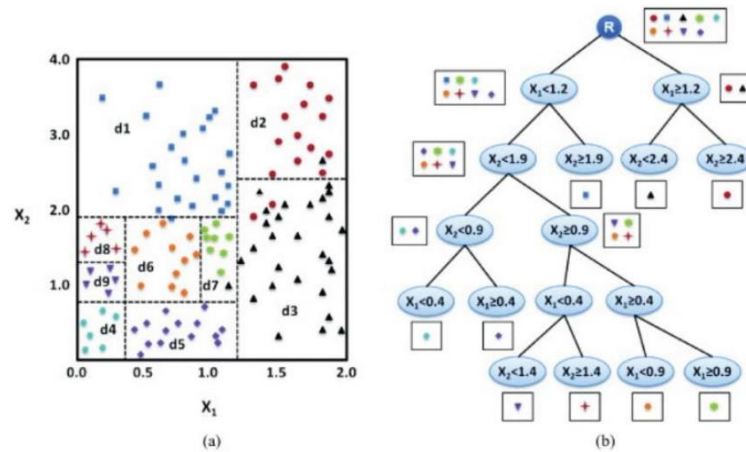 4.0
3.0
2.0
1.0
X₂
0.0
0.5
1.0
1.5
2.0
X₁
d1
d2
d3
d4
d5
d6
d7
d8
d9
(a)
R
X₁<1.2
X₁≥1.2
X₂<1.9
X₂≥1.9
X₂<2.4
X₂≥2.4
X₂<0.9
X₂≥0.9
X₁<0.4
X₁≥0.4
X₁<0.4
X₁≥0.4
X₂<1.4
X₂≥1.4
X₁<0.9
X₁≥0.9
(b)